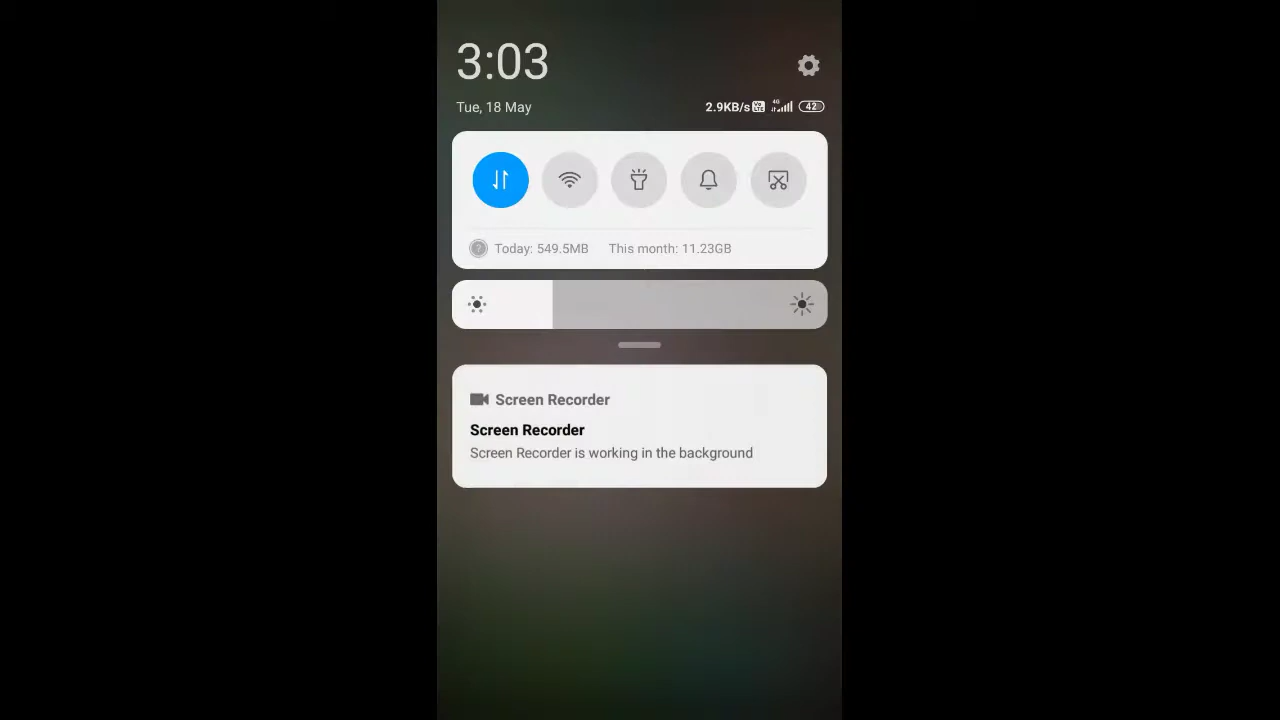 3:03
Tue, 18 May
2.9KB/s 4G 42
Today: 549.5MB This month: 11.23GB
Screen Recorder
Screen Recorder
Screen Recorder is working in the background